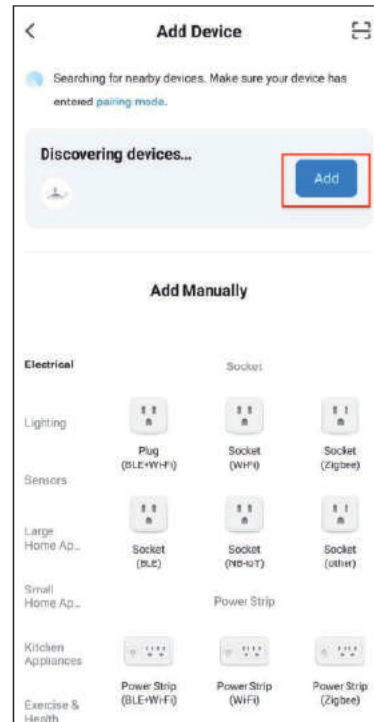 Add Device
Searching for nearby devices. Make sure your device has
entered pairing mode.
Discovering devices...
Add
Add Manually
Electrical
Socket
Lighting
Plug
(BLE+Wi-Fi)
Socket
(WiFi)
Socket
(Zigbee)
Sensors
Large
Home Ap...
Socket
(BLE)
Socket
(NB-IoT)
Socket
(other)
Small
Home Ap...
Power Strip
Kitchen
Appliances
Power Strip
(BLE+Wi-Fi)
Power Strip
(WiFi)
Power Strip
(Zigbee)
Exercise &
Health